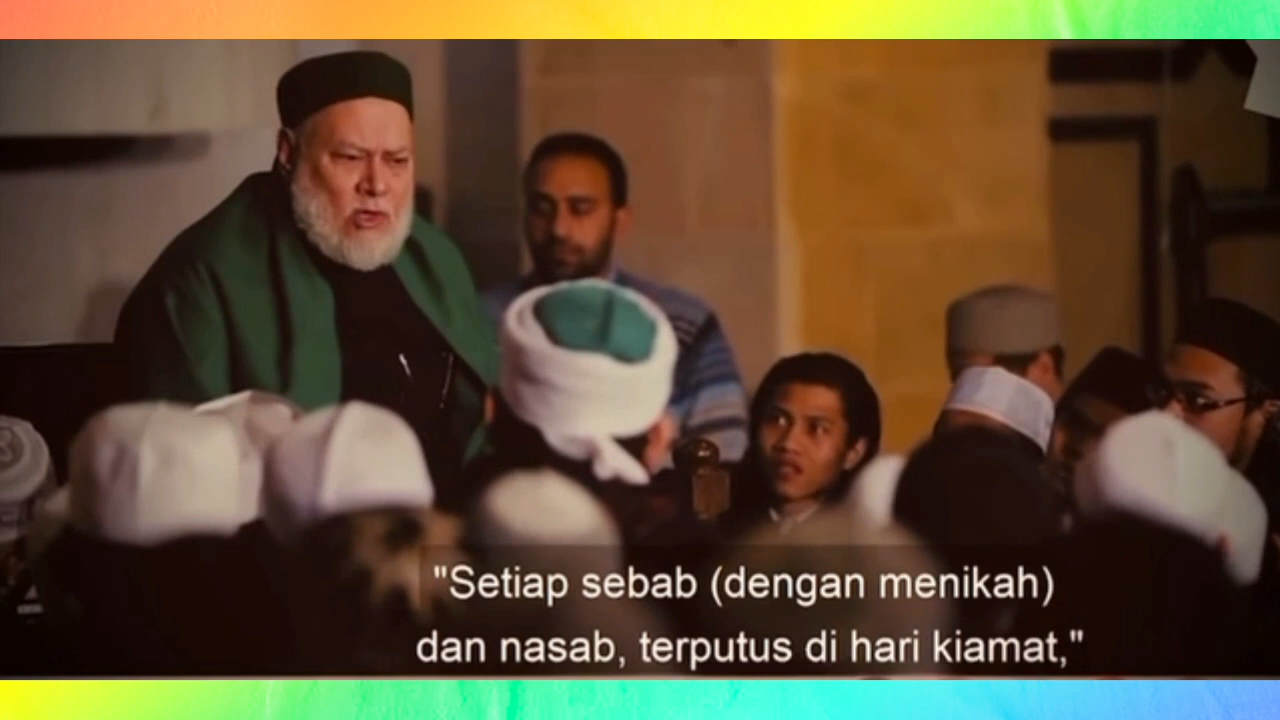 "Setiap sebab (dengan menikah)
dan nasab, terputus di hari kiamat,"